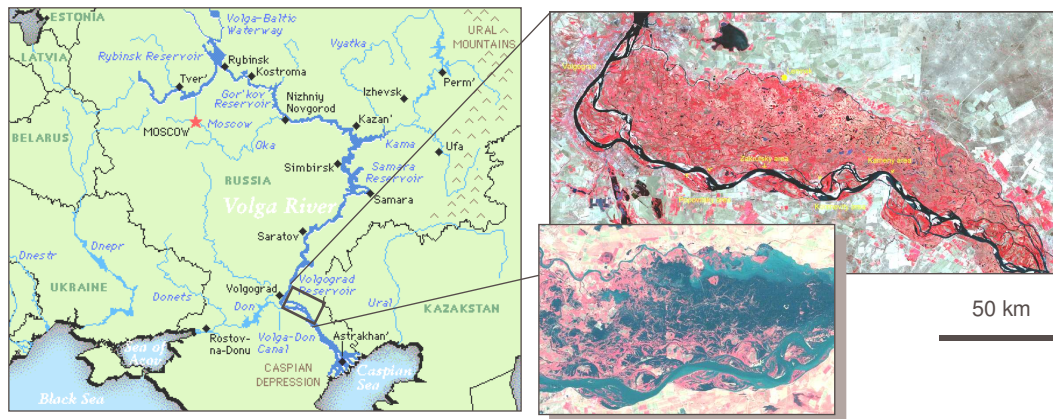 ESTONIA
LATVIA
BELARUS
UKRAINE
RUSSIA
KAZAKSTAN
Volga-Baltic
Waterway
URAL
MOUNTAINS
Vyatka
Rybinsk Reservoir
Rybinsk
Kostroma
Tver'
Perm'
Gor'kov
Reservoir
Izhevsk
Nizhniy
Novgorod
Kazan'
MOSCOW
Moscow
Oka
Kama
Ufa
Simbirsk
Samara
Reservoir
Volga River
Samara
Saratov
Dnepr
Dnestr
Volgograd
Reservoir
Volgograd
Donets
Don
Ural
Rostov-
na-Donu
Volga-Don
Canal
Astrakhan'
Sea of
Azov
CASPIAN
DEPRESSION
Caspian
Sea
Black Sea
Volgograd
Kameny area
50 km